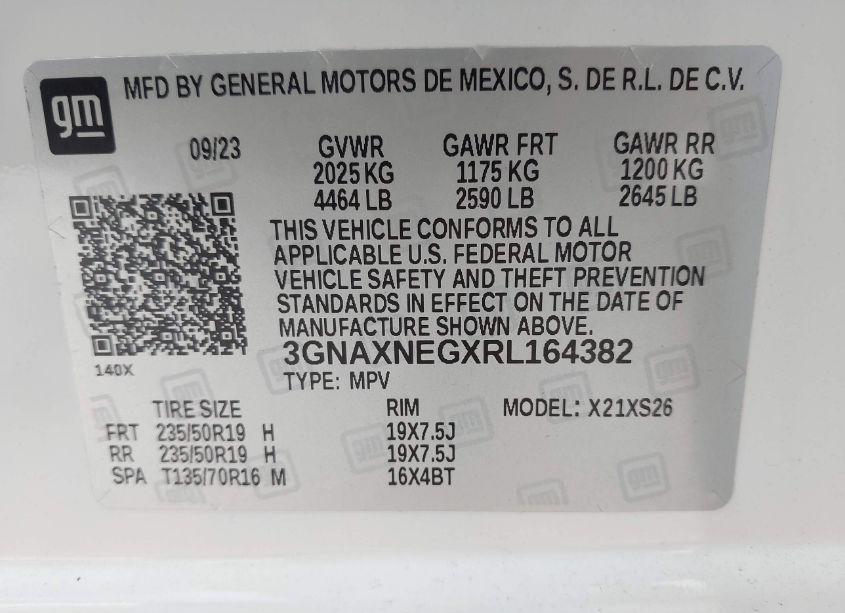 gm
MFD BY GENERAL MOTORS DE MEXICO, S. DE R.L. DE C.V.
09/23 GVWR GAWR FRT GAWR RR
2025 KG 1175 KG 1200 KG
4464 LB 2590 LB 2645 LB
THIS VEHICLE CONFORMS TO ALL
APPLICABLE U.S. FEDERAL MOTOR
VEHICLE SAFETY AND THEFT PREVENTION
STANDARDS IN EFFECT ON THE DATE OF
MANUFACTURE SHOWN ABOVE.
3GNAXNEGXRL164382
140X
TYPE: MPV
TIRE SIZE RIM MODEL: X21XS26
FRT 235/50R19 H 19X7.5J
RR 235/50R19 H 19X7.5J
SPA T135/70R16 M 16X4BT